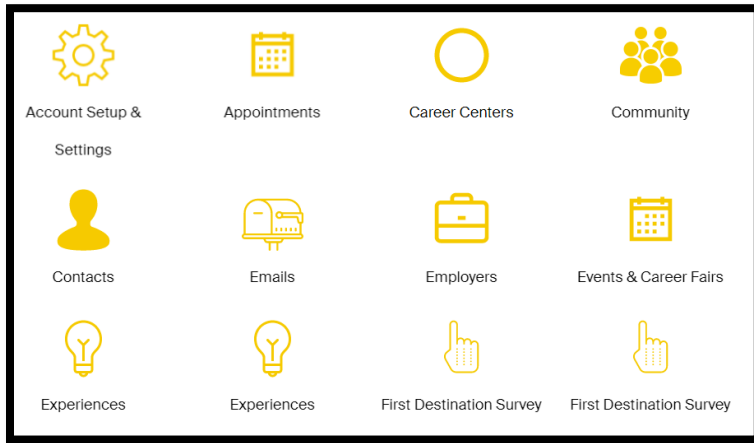 Account Setup &
Settings
Appointments
Career Centers
Community
Contacts
Emails
Employers
Events & Career Fairs
Experiences
Experiences
First Destination Survey
First Destination Survey